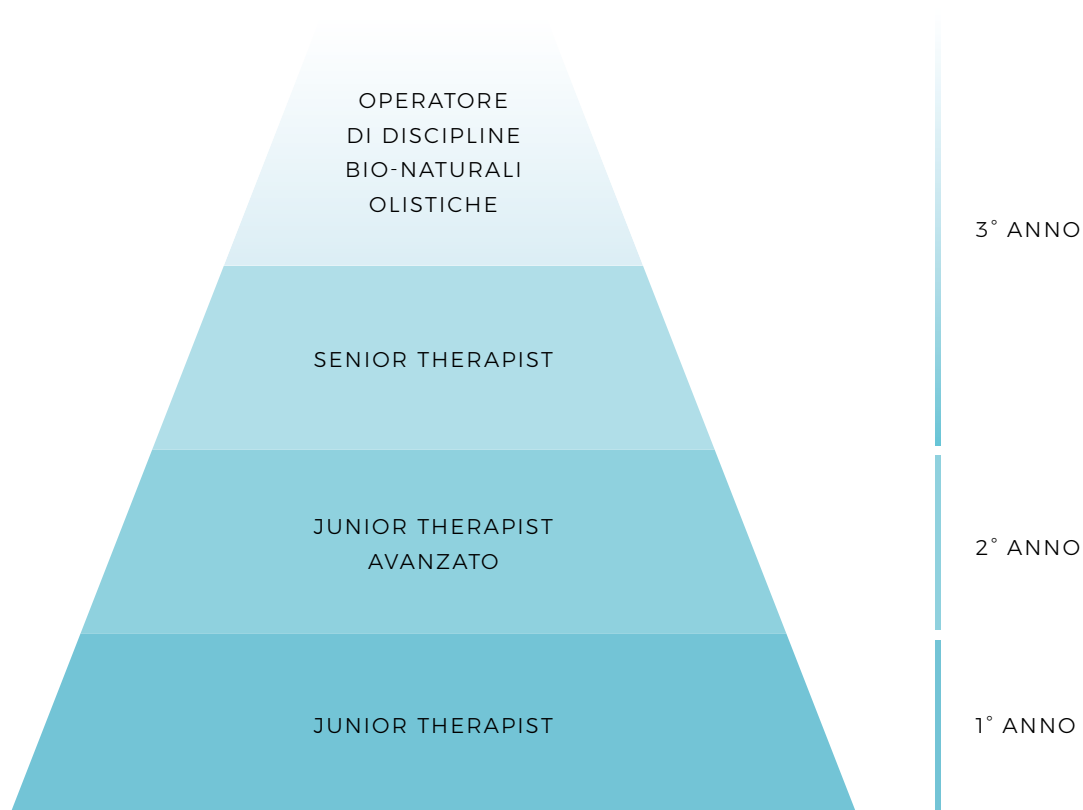 OPERATORE
DI DISCIPLINE
BIO-NATURALI
OLISTICHE
3° ANNO
SENIOR THERAPIST
JUNIOR THERAPIST
AVANZATO
2° ANNO
JUNIOR THERAPIST
1° ANNO